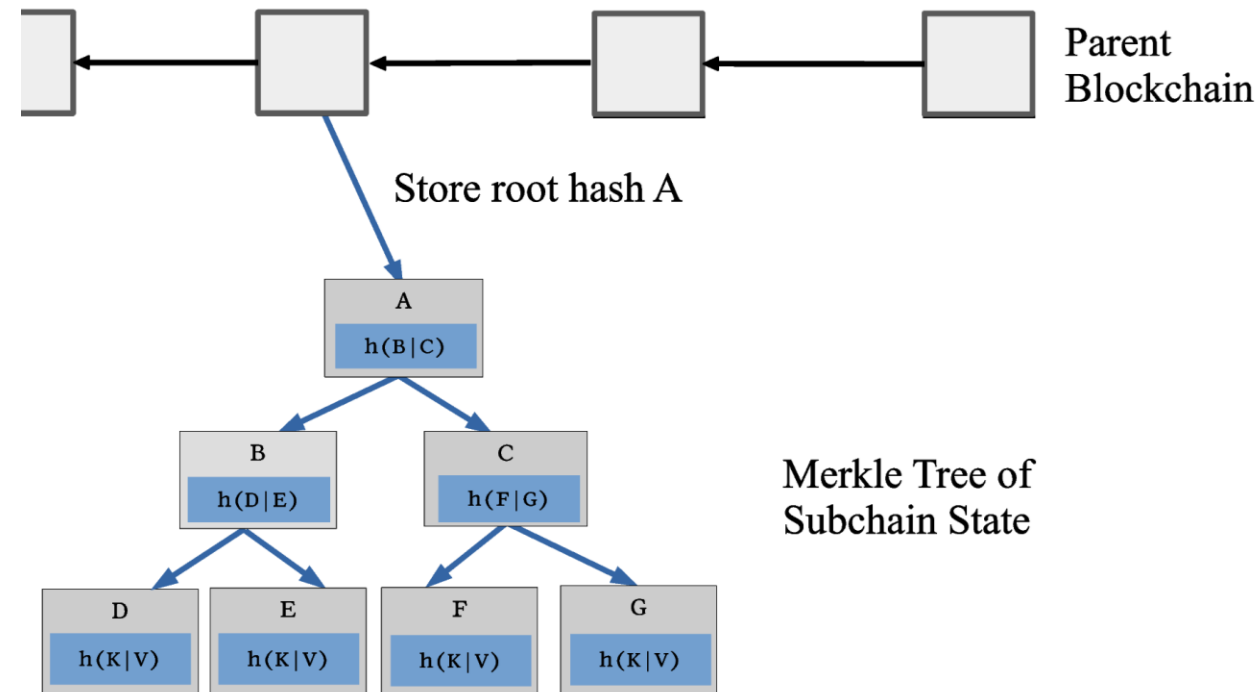 Parent
Blockchain
Store root hash A
A
h(B|C)
B
h(D|E)
C
h(F|G)
Merkle Tree of
Subchain State
D
h(K|V)
E
h(K|V)
F
h(K|V)
G
h(K|V)